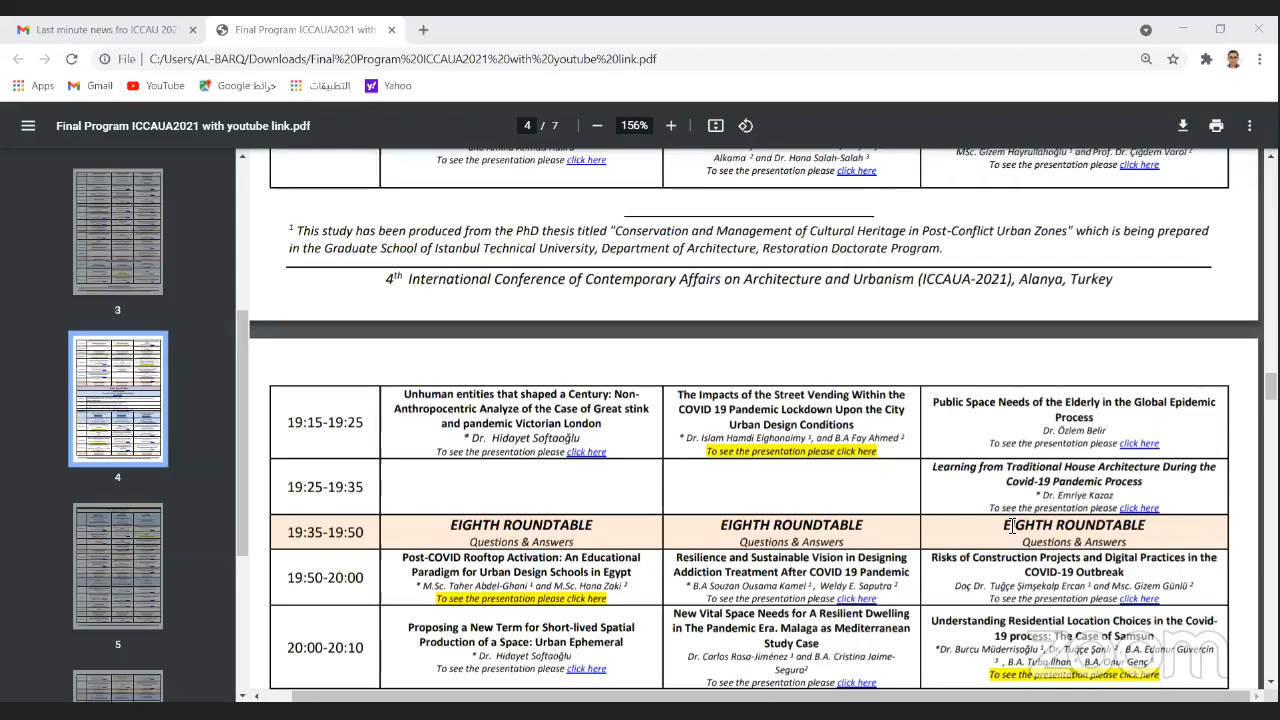 Last minute news fro ICCAU 202
Final Program ICCAUA2021 with
File
C:/Users/AL-BARQ/Downloads/Final%20Program%20ICCAUA2021%20with%20youtube%20link.pdf
Apps
Gmail
YouTube
خرائط Google
التطبيقات
Yahoo
Final Program ICCAUA2021 with youtube link.pdf
4 / 7
156%
3
4
5
To see the presentation please click here
Alkama ² and Dr. Hana Salah-Salah ³
To see the presentation please click here
MSc. Gizem Hayrullahoğlu ¹ and Prof. Dr. Çiğdem Varol ²
To see the presentation please click here
¹ This study has been produced from the PhD thesis titled "Conservation and Management of Cultural Heritage in Post-Conflict Urban Zones" which is being prepared
in the Graduate School of Istanbul Technical University, Department of Architecture, Restoration Doctorate Program.
4th International Conference of Contemporary Affairs on Architecture and Urbanism (ICCAUA-2021), Alanya, Turkey
19:15-19:25
Unhuman entities that shaped a Century: Non-
Anthropocentric Analyze of the Case of Great stink
and pandemic Victorian London
* Dr. Hidayet Softaoğlu
To see the presentation please click here
The Impacts of the Street Vending Within the
COVID 19 Pandemic Lockdown Upon the City
Urban Design Conditions
* Dr. Islam Hamdi Elghonaimy ¹, and B.A Fay Ahmed ²
To see the presentation please click here
Public Space Needs of the Elderly in the Global Epidemic
Process
Dr. Özlem Belir
To see the presentation please click here
19:25-19:35
Learning from Traditional House Architecture During the
Covid-19 Pandemic Process
* Dr. Emriye Kazaz
To see the presentation please click here
19:35-19:50
EIGHTH ROUNDTABLE
Questions & Answers
EIGHTH ROUNDTABLE
Questions & Answers
EIGHTH ROUNDTABLE
Questions & Answers
19:50-20:00
Post-COVID Rooftop Activation: An Educational
Paradigm for Urban Design Schools in Egypt
* M.Sc. Taher Abdel-Ghani ¹ and M.Sc. Hona Zaki ²
To see the presentation please click here
Resilience and Sustainable Vision in Designing
Addiction Treatment After COVID 19 Pandemic
* B.A Souzan Ousama Kamel ¹, Weldy E. Saputra ²
To see the presentation please click here
Risks of Construction Projects and Digital Practices in the
COVID-19 Outbreak
Doç Dr. Tuğçe Şimşekalp Ercan ¹ and Msc. Gizem Günlü ²
To see the presentation please click here
20:00-20:10
Proposing a New Term for Short-lived Spatial
Production of a Space: Urban Ephemeral
* Dr. Hidayet Softaoğlu
To see the presentation please click here
New Vital Space Needs for A Resilient Dwelling
in The Pandemic Era. Malaga as Mediterranean
Study Case
Dr. Carlos Rosa-Jiménez ¹ and B.A. Cristina Jaime-
Segura²
To see the presentation please click here
Understanding Residential Location Choices in the Covid-
19 process: The Case of Samsun
*Dr. Burcu Müderrisoğlu ¹, Dr. Tuğçe Şanlı ² , B.A. Edanur Güvercin
³ , B.A. Tuba İlhan ⁴ B.A. Onur Genç ⁵
To see the presentation please click here
zoom